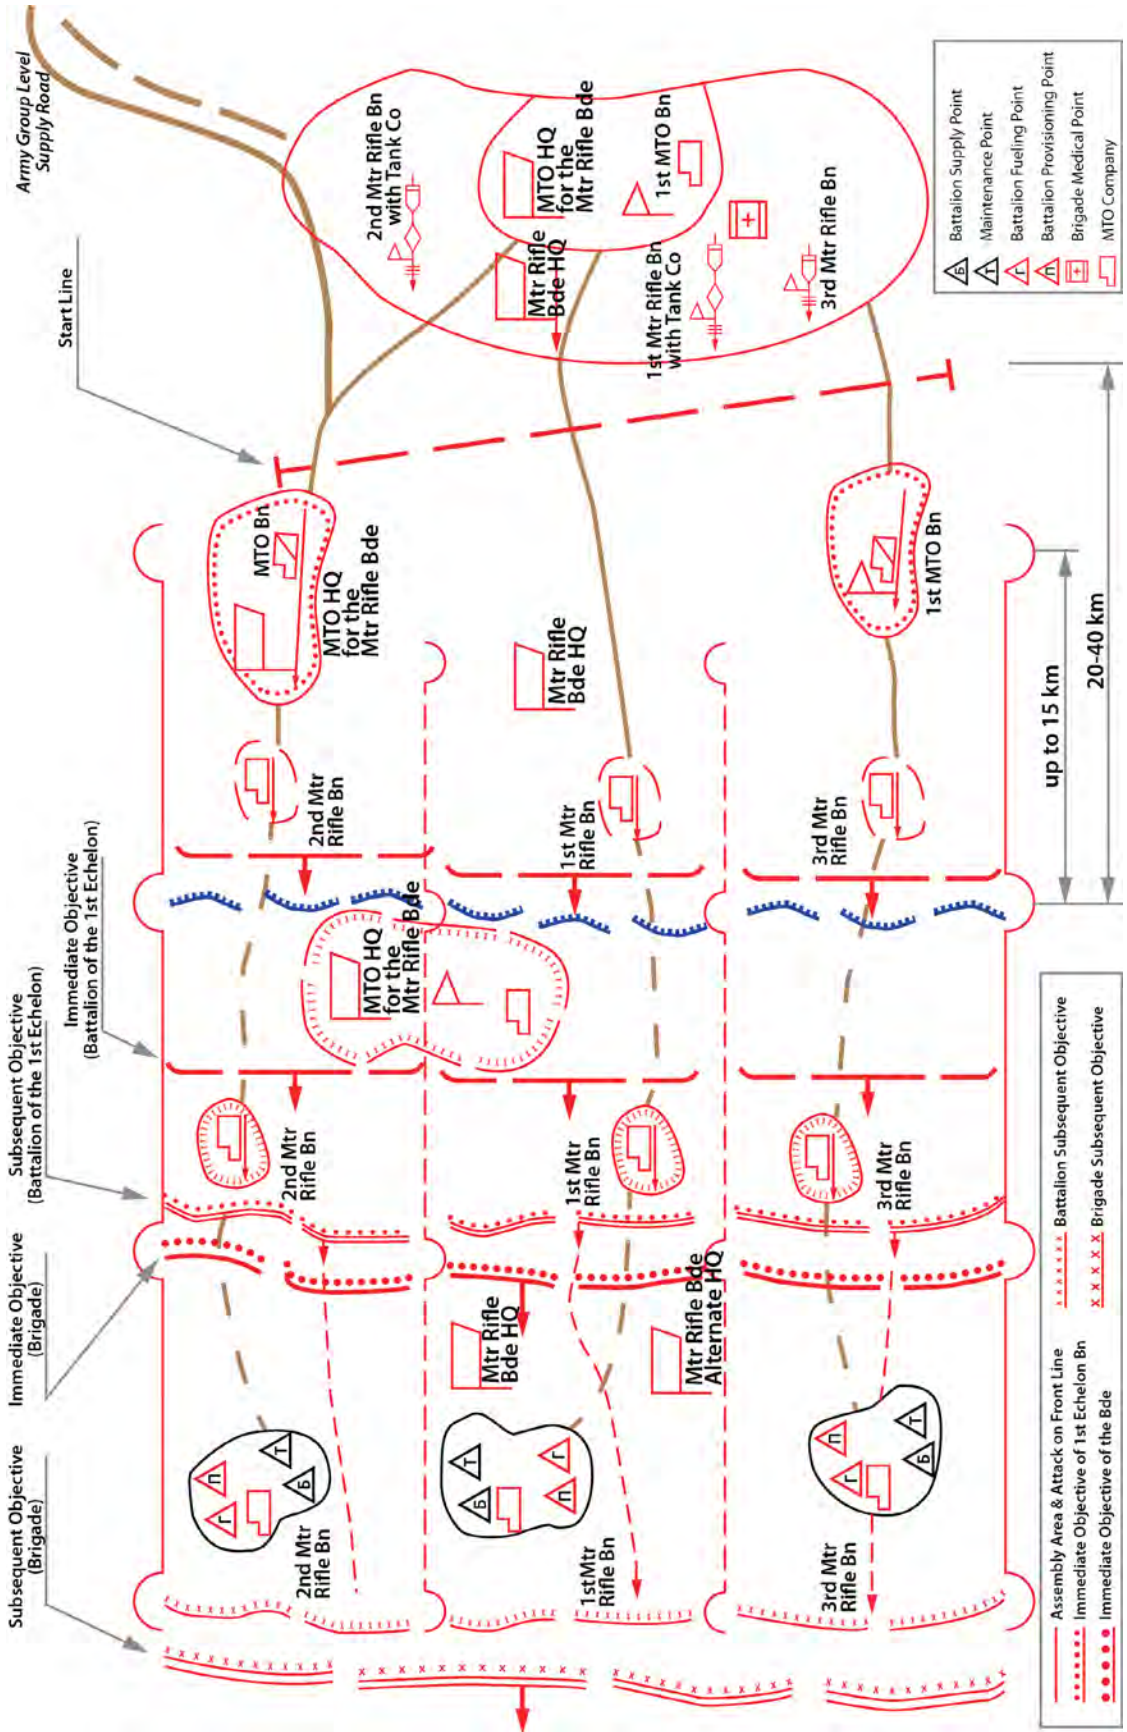 Subsequent Objective
(Brigade)
Immediate Objective
(Brigade)
Subsequent Objective
(Battalion of the 1st Echelon)
Immediate Objective
(Battalion of the 1st Echelon)
Start Line
Army Group Level
Supply Road
Г
П
Б
Т
2nd Mtr
Rifle Bn
2nd Mtr
Rifle Bn
2nd Mtr
Rifle Bn
MTO Bn
MTO HQ
for the
Mtr Rifle Bde
2nd Mtr Rifle Bn
with Tank Co
MTO HQ
for the
Mtr Rifle Bde
Mtr Rifle
Bde HQ
Mtr Rifle
Bde HQ
Mtr Rifle
Bde HQ
MTO HQ
for the
Mtr Rifle Bde
1st MTO Bn
Б
Т
П
Г
1stMtr
Rifle Bn
1st Mtr
Rifle Bn
1st Mtr
Rifle Bn
1st Mtr Rifle Bn
with Tank Co
Mtr Rifle Bde
Alternate HQ
3rd Mtr
Rifle Bn
Г
П
Б
Т
3rd Mtr
Rifle Bn
3rd Mtr
Rifle Bn
1st MTO Bn
3rd Mtr Rifle Bn
up to 15 km
20-40 km
Assembly Area & Attack on Front Line
Immediate Objective of 1st Echelon Bn
Immediate Objective of the Bde
Battalion Subsequent Objective
Brigade Subsequent Objective
Б Battalion Supply Point
Т Maintenance Point
Г Battalion Fueling Point
П Battalion Provisioning Point
Brigade Medical Point
MTO Company